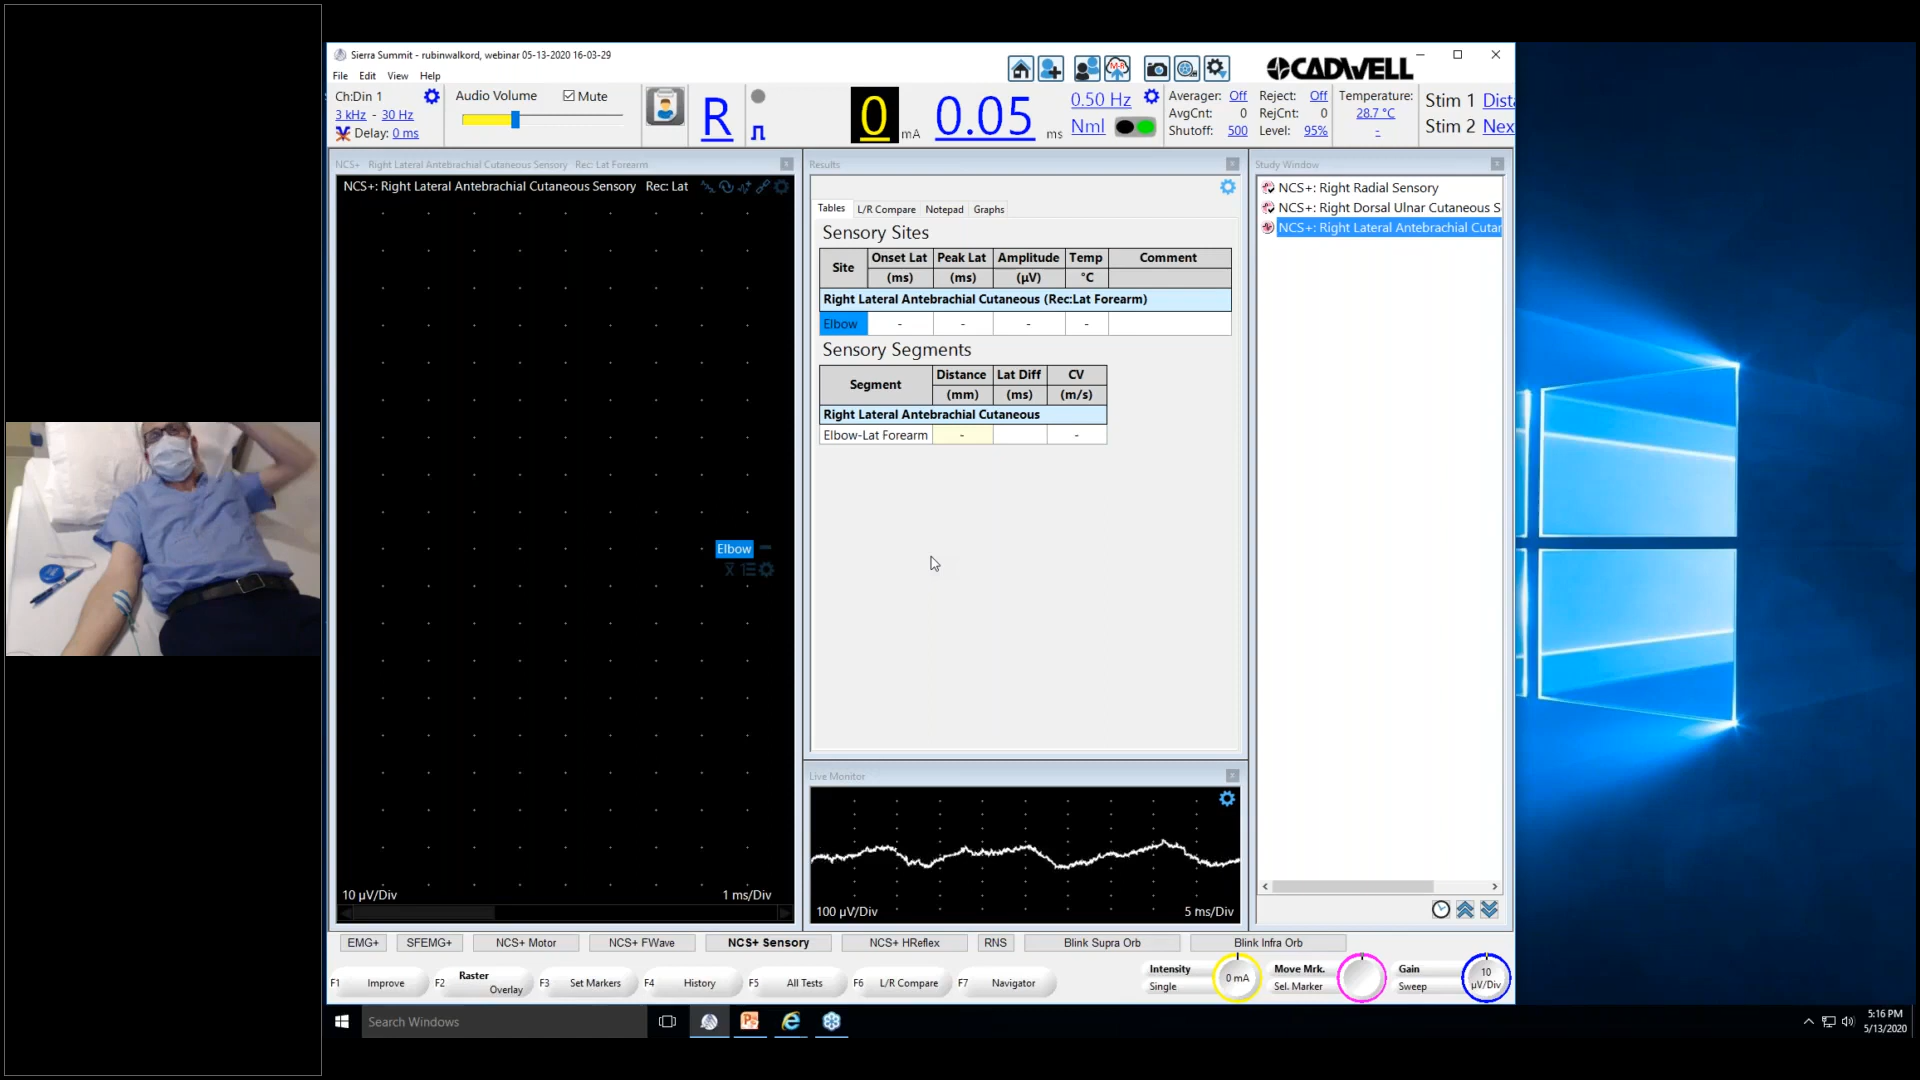 Sierra Summit - rubinwalkord, webinar 05-13-2020 16-03-29
File Edit View Help
CADWELL
Ch:Din 1
3 kHz - 30 Hz
Delay: 0 ms
Audio Volume Mute
R
0 mA
0.05 ms
0.50 Hz
Nml
Averager: Off
AvgCnt: 0
Shutoff: 500
Reject: Off
RejCnt: 0
Level: 95%
Temperature:
28.7 °C
-
Stim 1 Dist
Stim 2 Nex
NCS+ Right Lateral Antebrachial Cutaneous Sensory Rec: Lat Forearm
NCS+: Right Lateral Antebrachial Cutaneous Sensory Rec: Lat
Elbow
10 µV/Div 1 ms/Div
Results
Tables L/R Compare Notepad Graphs
Sensory Sites
Site Onset Lat Peak Lat Amplitude Temp Comment
(ms) (ms) (µV) °C
Right Lateral Antebrachial Cutaneous (Rec:Lat Forearm)
Elbow - - - -
Sensory Segments
Segment Distance Lat Diff CV
(mm) (ms) (m/s)
Right Lateral Antebrachial Cutaneous
Elbow-Lat Forearm - -
Live Monitor
100 µV/Div 5 ms/Div
Study Window
NCS+: Right Radial Sensory
NCS+: Right Dorsal Ulnar Cutaneous S
NCS+: Right Lateral Antebrachial Cutar
EMG+ SFEMG+ NCS+ Motor NCS+ FWave NCS+ Sensory NCS+ HReflex RNS Blink Supra Orb Blink Infra Orb
F1 Improve F2 Raster Overlay F3 Set Markers F4 History F5 All Tests F6 L/R Compare F7 Navigator
Intensity
Single
0 mA
Move Mrk.
Sel. Marker
Gain
Sweep
10
µV/Div
Search Windows
5:16 PM
5/13/2020